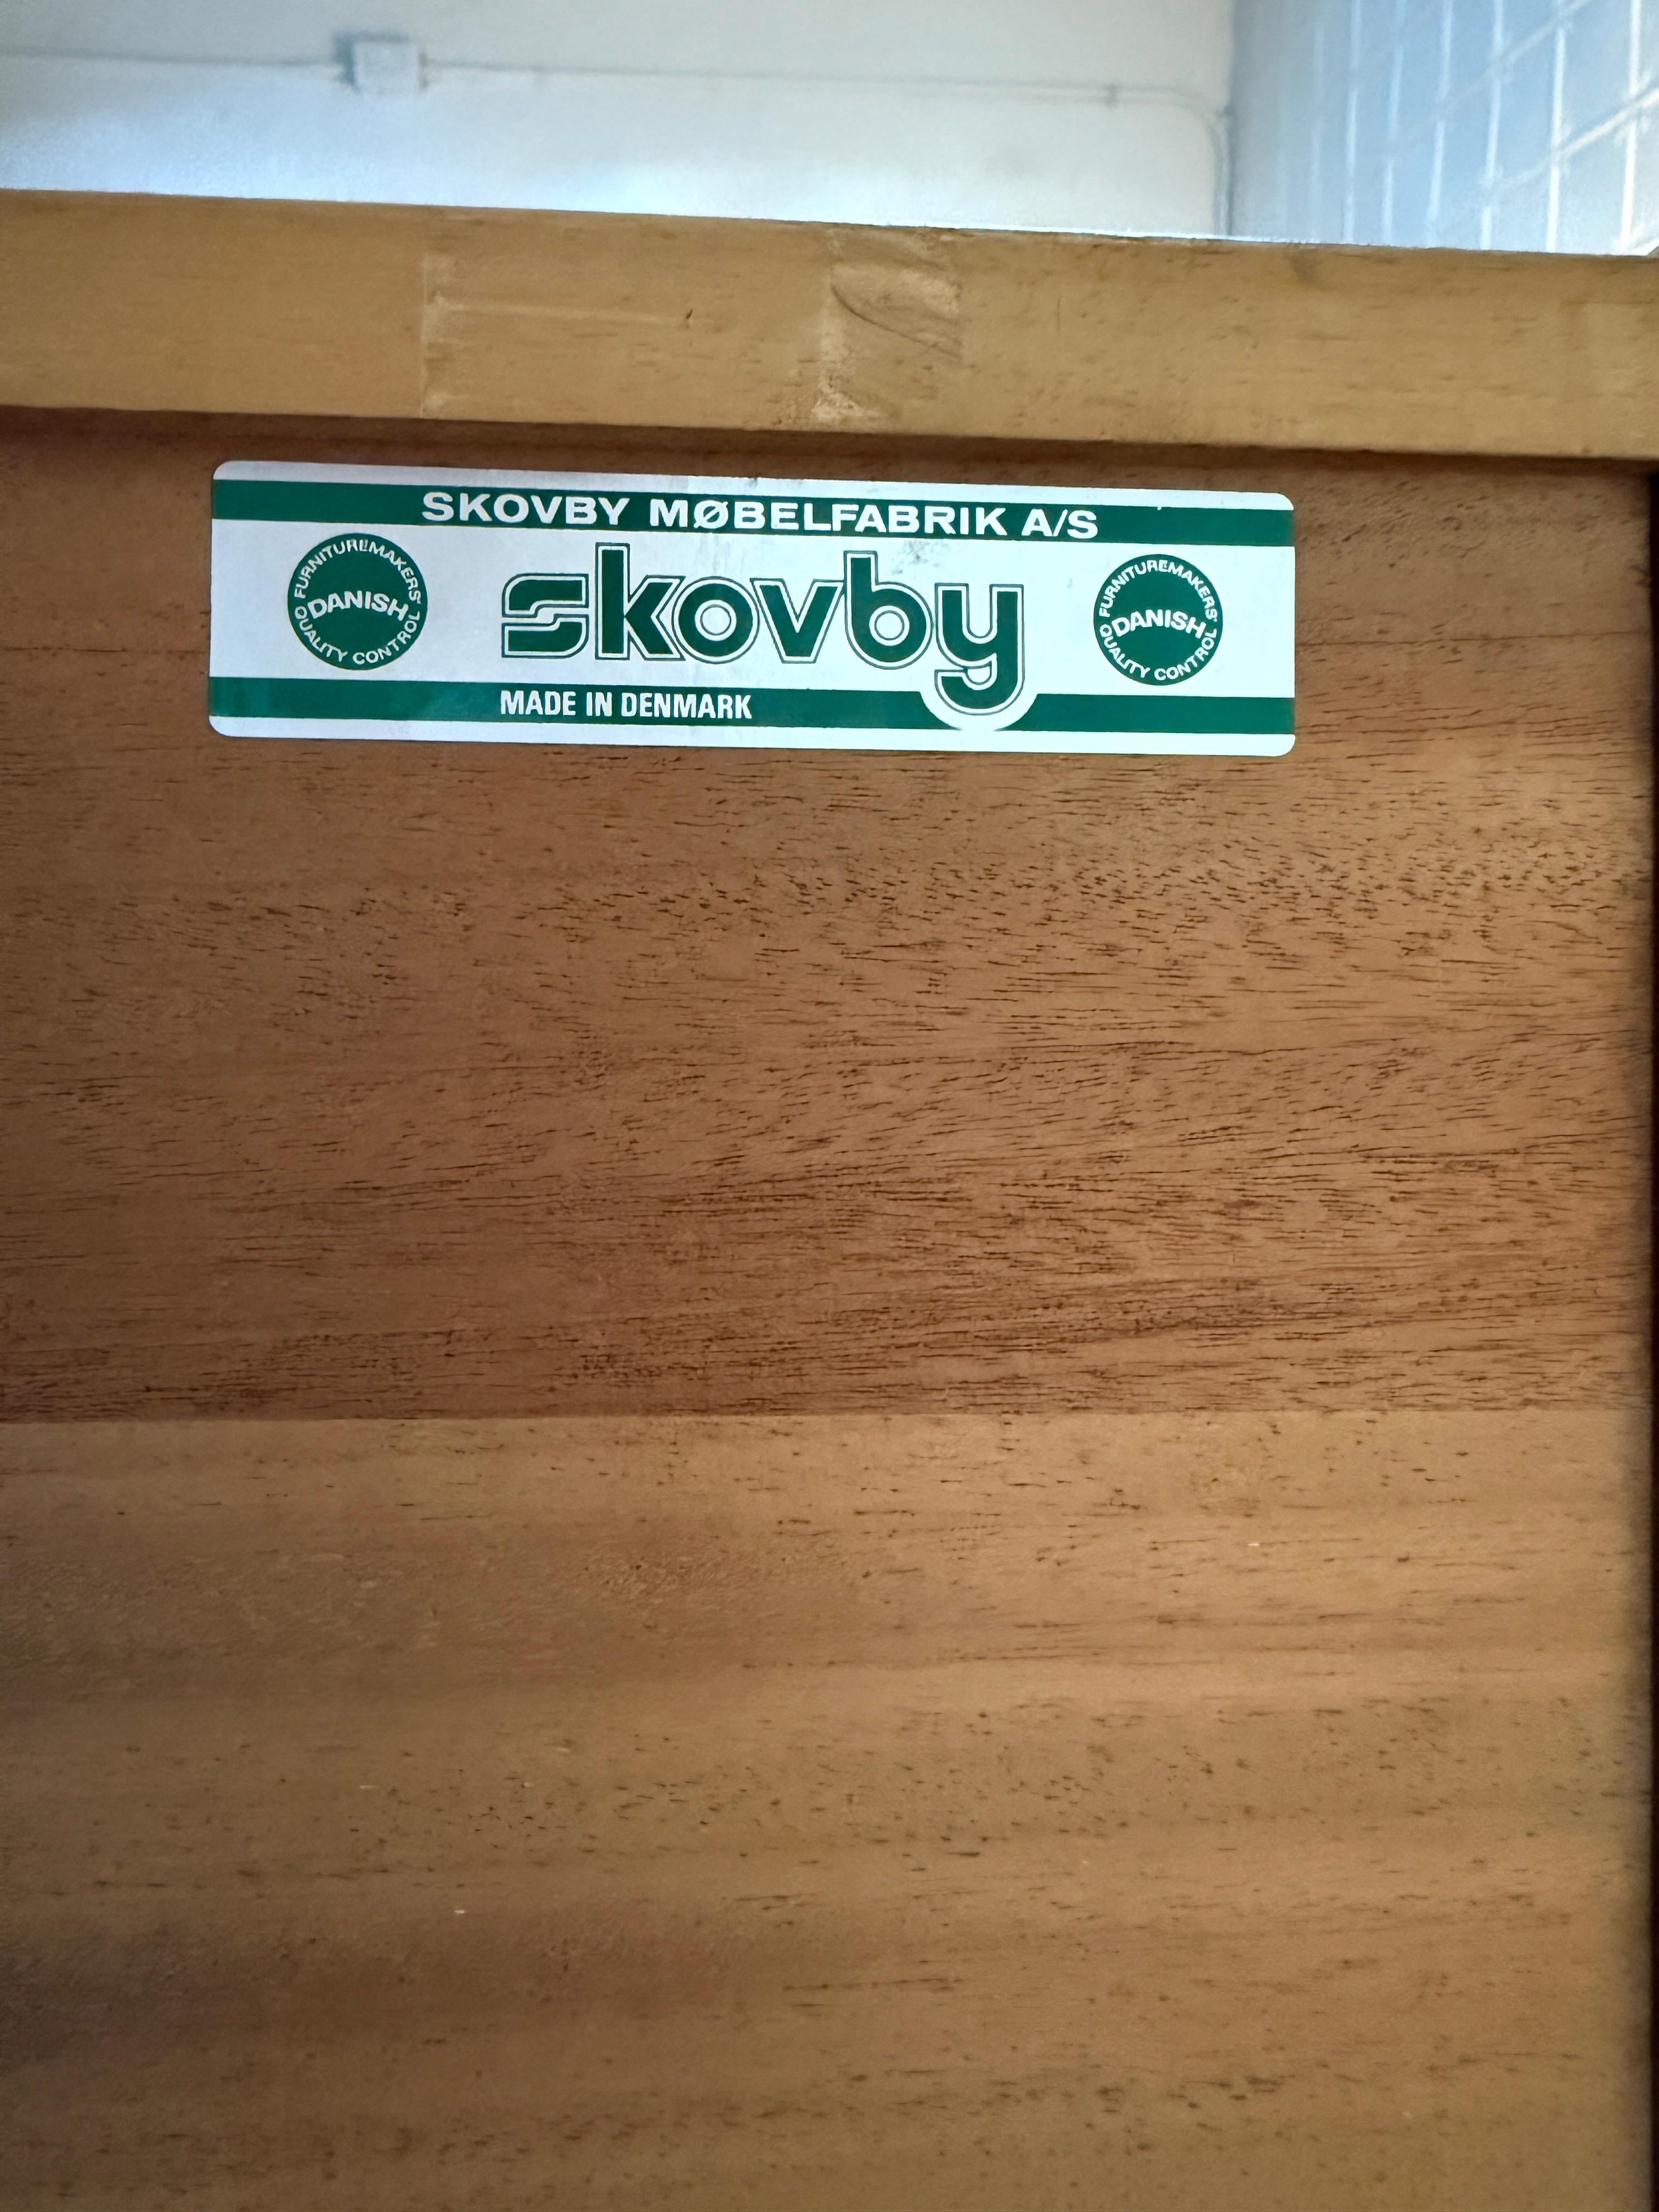 SKOVBY MØBELFABRIK A/S
FURNITUREMAKERS'
DANISH
QUALITY CONTROL
skovby
FURNITUREMAKERS'
DANISH
QUALITY CONTROL
MADE IN DENMARK